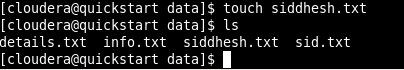 [cloudera@quickstart data]$ touch siddhesh.txt
[cloudera@quickstart data]$ ls
details.txt  info.txt  siddhesh.txt  sid.txt
[cloudera@quickstart data]$